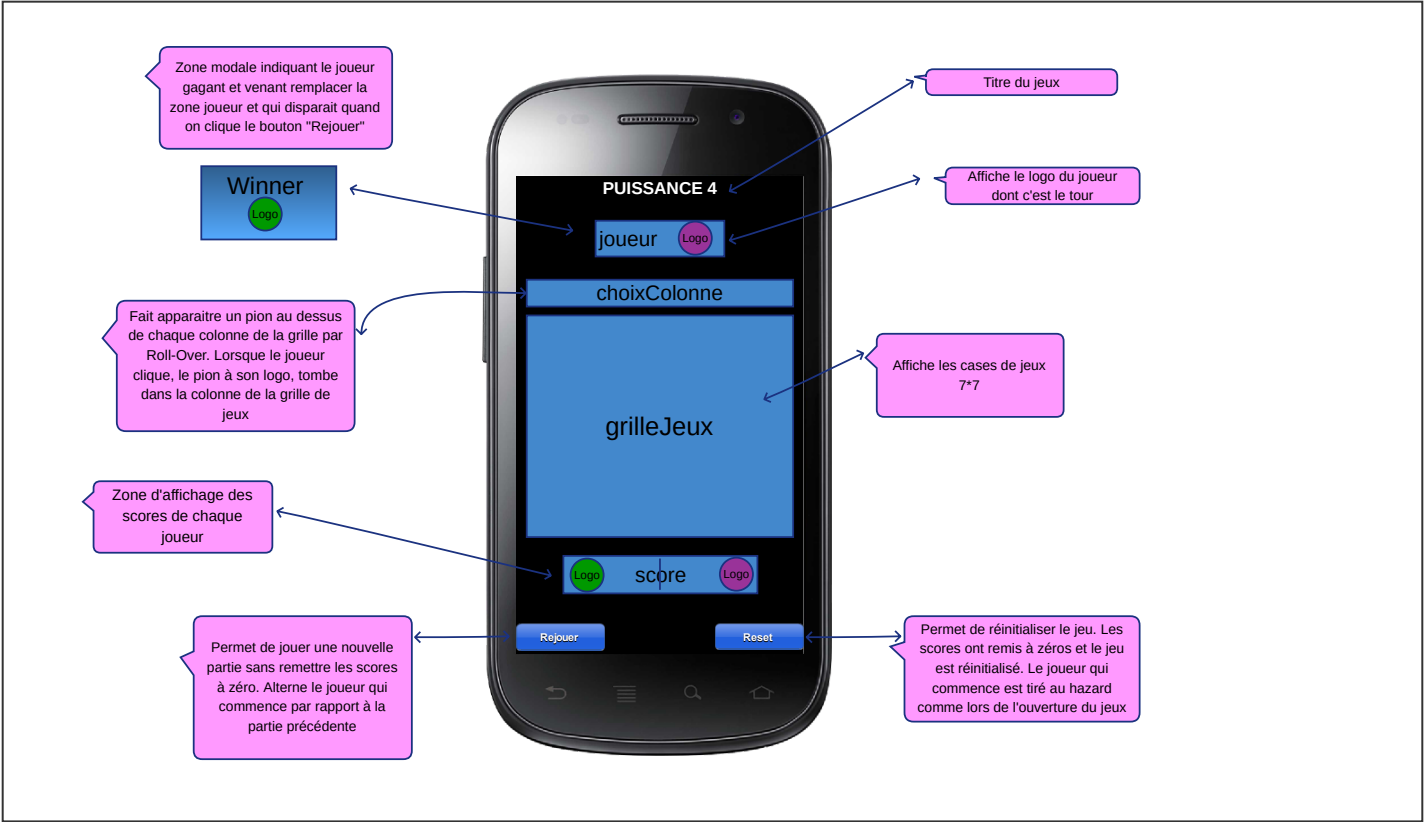 Zone modale indiquant le joueur
gagnant et venant remplacer la
zone joueur et qui disparait quand
on clique le bouton "Rejouer"
Winner
Logo
Fait apparaitre un pion au dessus
de chaque colonne de la grille par
Roll-Over. Lorsque le joueur
clique, le pion à son logo, tombe
dans la colonne de la grille de
jeux
Zone d'affichage des
scores de chaque
joueur
Permet de jouer une nouvelle
partie sans remettre les scores
à zéro. Alterne le joueur qui
commence par rapport à la
partie précédente
PUISSANCE 4
joueur Logo
choixColonne
grilleJeux
Logo score Logo
Rejouer Reset
Titre du jeux
Affiche le logo du joueur
dont c'est le tour
Affiche les cases de jeux
7*7
Permet de réinitialiser le jeu. Les
scores ont remis à zéros et le jeu
est réinitialisé. Le joueur qui
commence est tiré au hazard
comme lors de l'ouverture du jeux